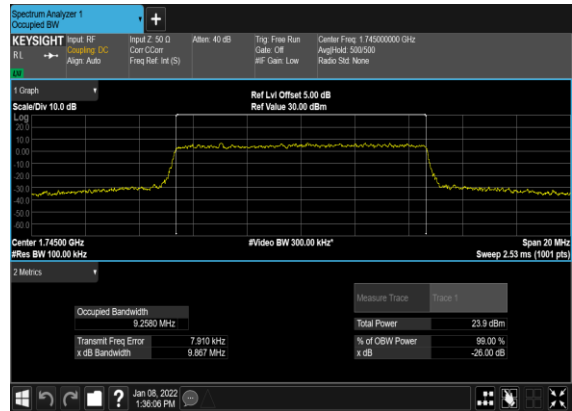 Spectrum Analyzer 1
Occupied BW
+
KEYSIGHT Input: RF Input Z: 50 Ω Atten: 40 dB Trig: Free Run Center Freq: 1.745000000 GHz
RL Coupling: DC Corr CCorr Gate: Off Avg|Hold: 500/500
Align: Auto Freq Ref: Int (S) #IF Gain: Low Radio Std: None
1 Graph
Ref Lvl Offset 5.00 dB
Scale/Div 10.0 dB Ref Value 30.00 dBm
Log
20.0
10.0
0.00
-10.0
-20.0
-30.0
-40.0
-50.0
-60.0
Center 1.74500 GHz #Video BW 300.00 kHz* Span 20 MHz
#Res BW 100.00 kHz Sweep 2.53 ms (1001 pts)
2 Metrics
Measure Trace Trace 1
Occupied Bandwidth
9.2580 MHz Total Power 23.9 dBm
Transmit Freq Error 7.910 kHz % of OBW Power 99.00 %
x dB Bandwidth 9.867 MHz x dB -26.00 dB
? Jan 08, 2022
1:36:06 PM